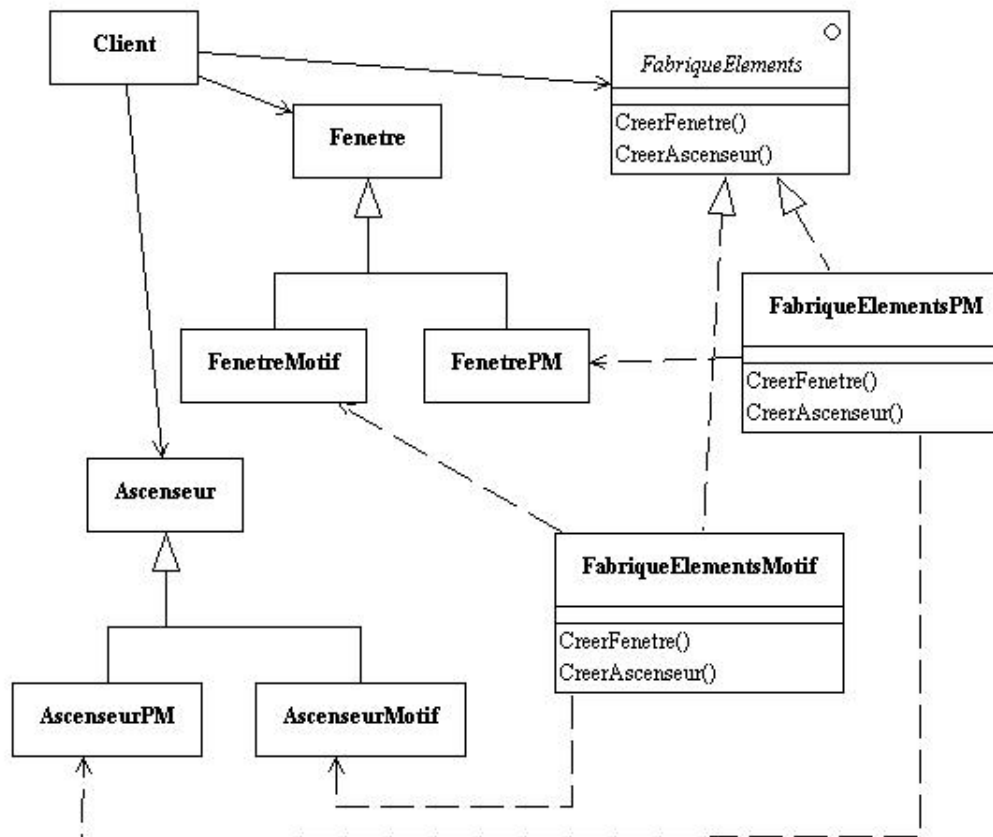 Client
FabriqueElements
CreerFenetre()
CreerAscenseur()
Fenetre
FabriqueElementsPM
CreerFenetre()
CreerAscenseur()
FenetreMotif
FenetrePM
Ascenseur
FabriqueElementsMotif
CreerFenetre()
CreerAscenseur()
AscenseurPM
AscenseurMotif